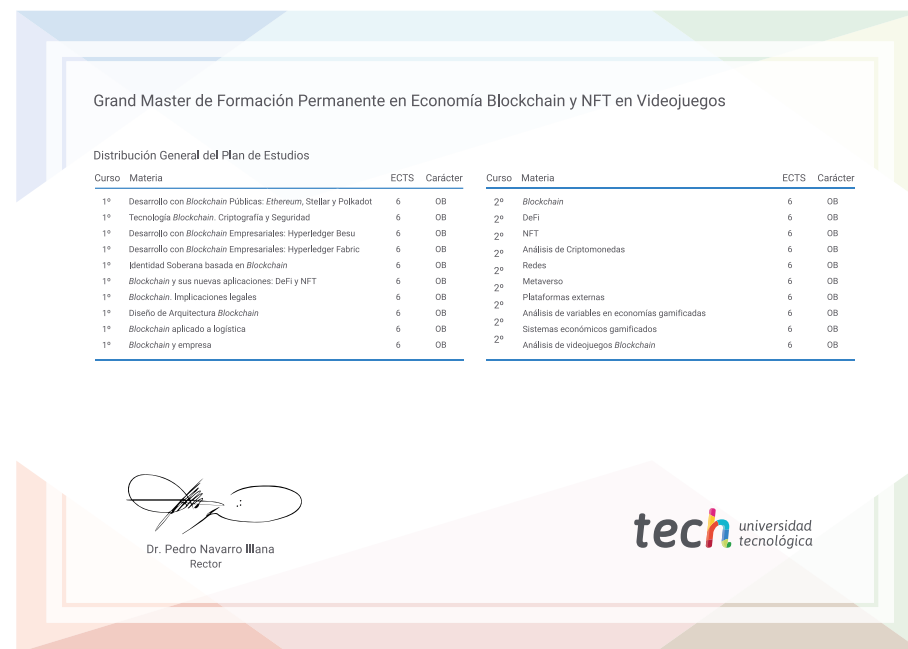 Grand Master de Formación Permanente en Economía Blockchain y NFT en Videojuegos
Distribución General del Plan de Estudios
Curso Materia ECTS Carácter
1º Desarrollo con Blockchain Públicas: Ethereum, Stellar y Polkadot 6 OB
1º Tecnología Blockchain. Criptografía y Seguridad 6 OB
1º Desarrollo con Blockchain Empresariales: Hyperledger Besu 6 OB
1º Desarrollo con Blockchain Empresariales: Hyperledger Fabric 6 OB
1º Identidad Soberana basada en Blockchain 6 OB
1º Blockchain y sus nuevas aplicaciones: DeFi y NFT 6 OB
1º Blockchain. Implicaciones legales 6 OB
1º Diseño de Arquitectura Blockchain 6 OB
1º Blockchain aplicado a logística 6 OB
1º Blockchain y empresa 6 OB
Curso Materia ECTS Carácter
2º Blockchain 6 OB
2º DeFi 6 OB
2º NFT 6 OB
2º Análisis de Criptomonedas 6 OB
2º Redes 6 OB
2º Metaverso 6 OB
2º Plataformas externas 6 OB
2º Análisis de variables en economías gamificadas 6 OB
2º Sistemas económicos gamificados 6 OB
Análisis de videojuegos Blockchain 6 OB
Dr. Pedro Navarro Illana
Rector
tech universidad
tecnológica